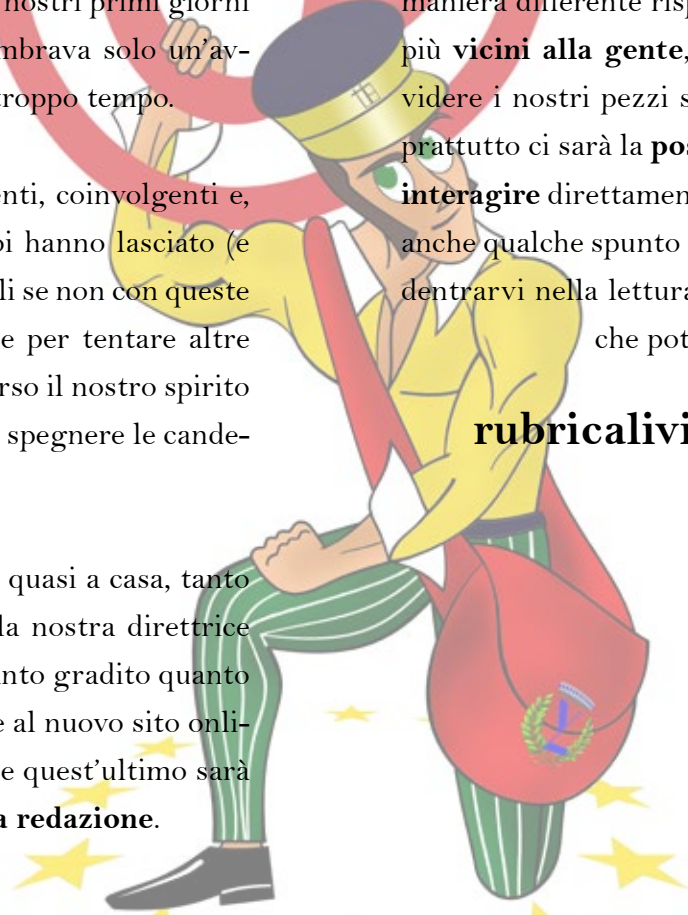 nostri primi giorni
mbrava solo un'av-
troppo tempo.
enti, coinvolgenti e,
oi hanno lasciato (e
li se non con queste
e per tentare altre
rso il nostro spirito
spegnere le cande-
quasi a casa, tanto
la nostra direttrice
nto gradito quanto
e al nuovo sito onli-
e quest'ultimo sarà
a redazione.
maniera differente risp
più vicini alla gente,
videre i nostri pezzi s
prattutto ci sarà la pos
interagire direttamen
anche qualche spunto
dentrarvi nella lettura
che pot
rubricalivi